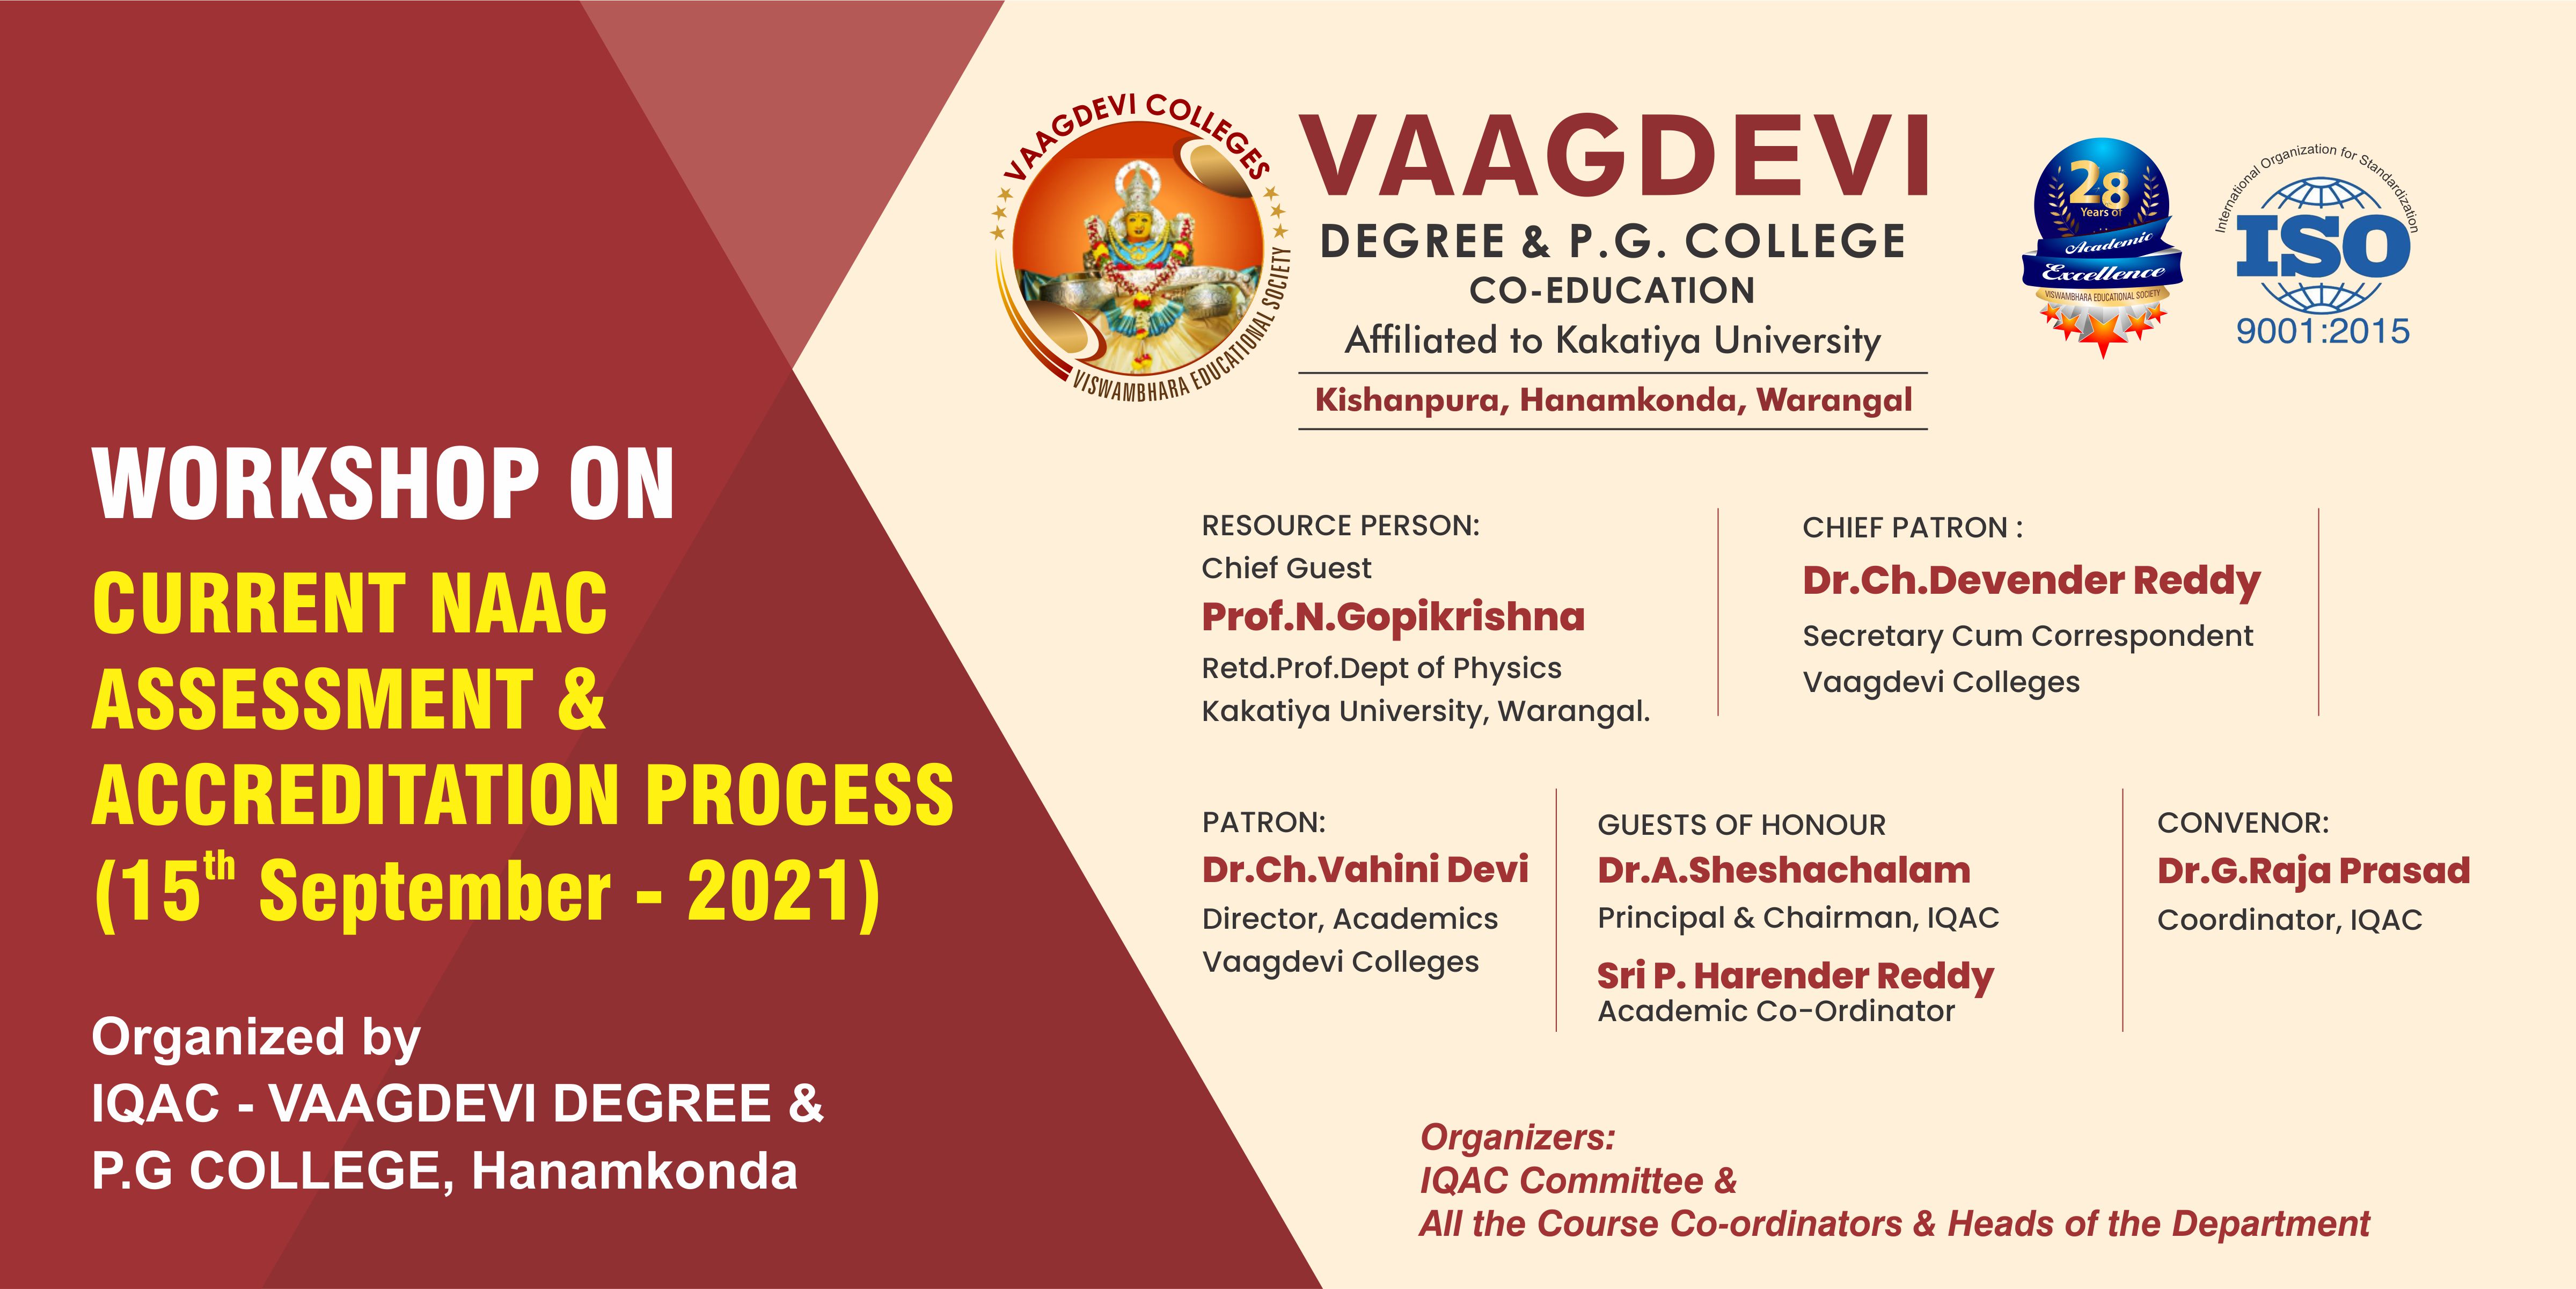 WORKSHOP ON
CURRENT NAAC
ASSESSMENT &
ACCREDITATION PROCESS
(15th September - 2021)
Organized by
IQAC - VAAGDEVI DEGREE &
P.G COLLEGE, Hanamkonda
VAAGDEVI COLLEGES
VISWAMBHARA EDUCATIONAL SOCIETY
VAAGDEVI
DEGREE & P.G. COLLEGE
CO-EDUCATION
Affiliated to Kakatiya University
Kishanpura, Hanamkonda, Warangal
28
Years of
Academic
Excellence
VISWAMBHARA EDUCATIONAL SOCIETY
International Organization for Standardization
ISO
9001:2015
RESOURCE PERSON:
Chief Guest
Prof.N.Gopikrishna
Retd.Prof.Dept of Physics
Kakatiya University, Warangal.
CHIEF PATRON :
Dr.Ch.Devender Reddy
Secretary Cum Correspondent
Vaagdevi Colleges
PATRON:
Dr.Ch.Vahini Devi
Director, Academics
Vaagdevi Colleges
GUESTS OF HONOUR
Dr.A.Sheshachalam
Principal & Chairman, IQAC
Sri P. Harender Reddy
Academic Co-Ordinator
CONVENOR:
Dr.G.Raja Prasad
Coordinator, IQAC
Organizers:
IQAC Committee &
All the Course Co-ordinators & Heads of the Department